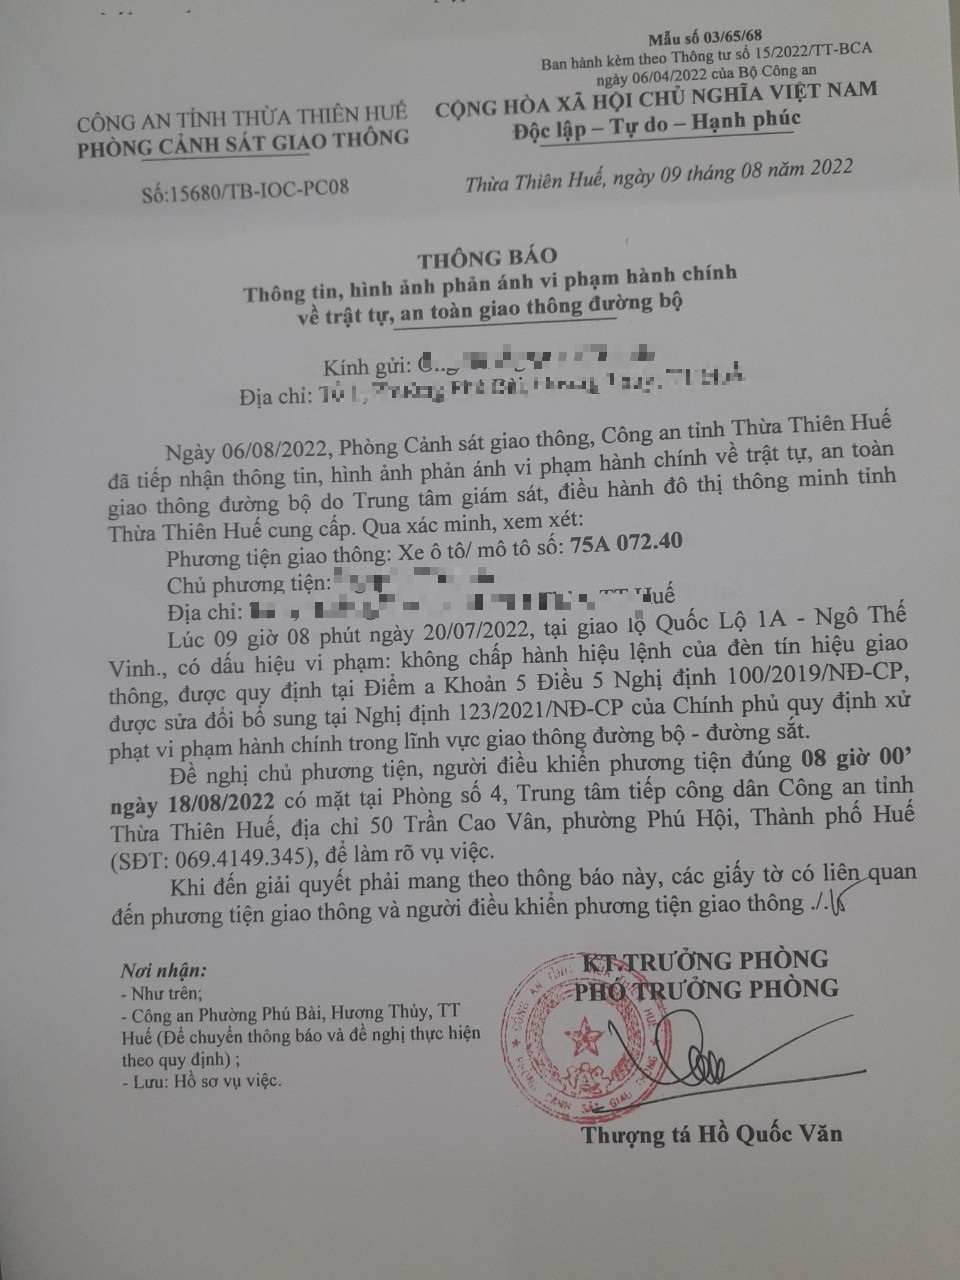 Mẫu số 03/65/68
Ban hành kèm theo Thông tư số 15/2022/TT-BCA
ngày 06/04/2022 của Bộ Công an
CÔNG AN TỈNH THỪA THIÊN HUẾ
PHÒNG CẢNH SÁT GIAO THÔNG
CỘNG HÒA XÃ HỘI CHỦ NGHĨA VIỆT NAM
Độc lập – Tự do – Hạnh phúc
Số:15680/TB-IOC-PC08
Thừa Thiên Huế, ngày 09 tháng 08 năm 2022
THÔNG BÁO
Thông tin, hình ảnh phản ánh vi phạm hành chính
về trật tự, an toàn giao thông đường bộ
Kính gửi:
Địa chỉ:
Ngày 06/08/2022, Phòng Cảnh sát giao thông, Công an tỉnh Thừa Thiên Huế
đã tiếp nhận thông tin, hình ảnh phản ánh vi phạm hành chính về trật tự, an toàn
giao thông đường bộ do Trung tâm giám sát, điều hành đô thị thông minh tỉnh
Thừa Thiên Huế cung cấp. Qua xác minh, xem xét:
Phương tiện giao thông: Xe ô tô/ mô tô số: 75A 072.40
Chủ phương tiện:
Địa chỉ: Huế
Lúc 09 giờ 08 phút ngày 20/07/2022, tại giao lộ Quốc Lộ 1A - Ngô Thế
Vinh., có dấu hiệu vi phạm: không chấp hành hiệu lệnh của đèn tín hiệu giao
thông, được quy định tại Điểm a Khoản 5 Điều 5 Nghị định 100/2019/NĐ-CP,
được sửa đổi bổ sung tại Nghị định 123/2021/NĐ-CP của Chính phủ quy định xử
phạt vi phạm hành chính trong lĩnh vực giao thông đường bộ - đường sắt.
Đề nghị chủ phương tiện, người điều khiển phương tiện đúng 08 giờ 00’
ngày 18/08/2022 có mặt tại Phòng số 4, Trung tâm tiếp công dân Công an tỉnh
Thừa Thiên Huế, địa chỉ 50 Trần Cao Vân, phường Phú Hội, Thành phố Huế
(SĐT: 069.4149.345), để làm rõ vụ việc.
Khi đến giải quyết phải mang theo thông báo này, các giấy tờ có liên quan
đến phương tiện giao thông và người điều khiển phương tiện giao thông ./.
Nơi nhận:
- Như trên;
- Công an Phường Phú Bài, Hương Thủy, TT
Huế (Để chuyển thông báo và đề nghị thực hiện
theo quy định) ;
- Lưu: Hồ sơ vụ việc.
KT.TRƯỞNG PHÒNG
PHÓ TRƯỞNG PHÒNG
PHÒNG CẢNH SÁT GIAO THÔNG
Thượng tá Hồ Quốc Văn